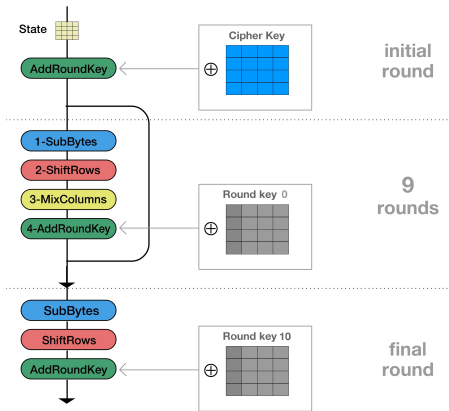 State
Cipher Key
AddRoundKey
⊕
initial
round
1-SubBytes
2-ShiftRows
3-MixColumns
4-AddRoundKey
Round key 0
⊕
9
rounds
SubBytes
ShiftRows
AddRoundKey
Round key 10
⊕
final
round